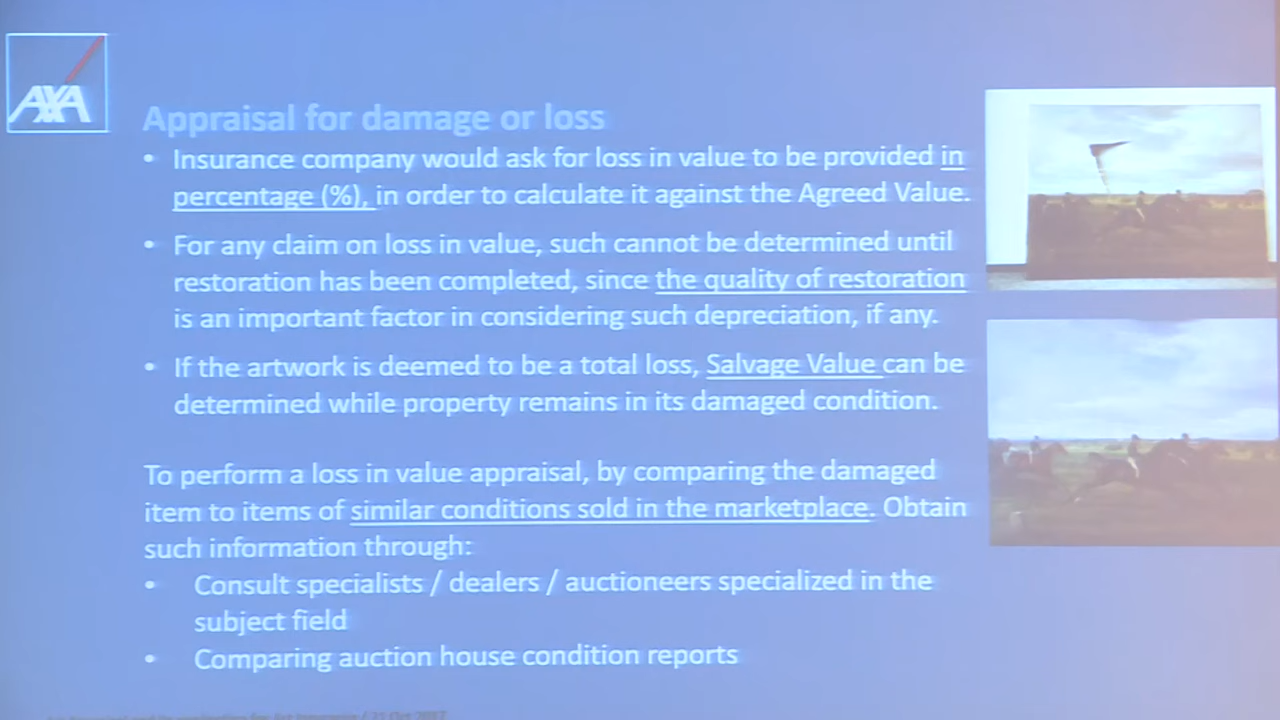 AXA
Appraisal for damage or loss
• Insurance company would ask for loss in value to be provided in
percentage (%), in order to calculate it against the Agreed Value.
• For any claim on loss in value, such cannot be determined until
restoration has been completed, since the quality of restoration
is an important factor in considering such depreciation, if any.
• If the artwork is deemed to be a total loss, Salvage Value can be
determined while property remains in its damaged condition.
To perform a loss in value appraisal, by comparing the damaged
item to items of similar conditions sold in the marketplace. Obtain
such information through:
• Consult specialists / dealers / auctioneers specialized in the
subject field
• Comparing auction house condition reports